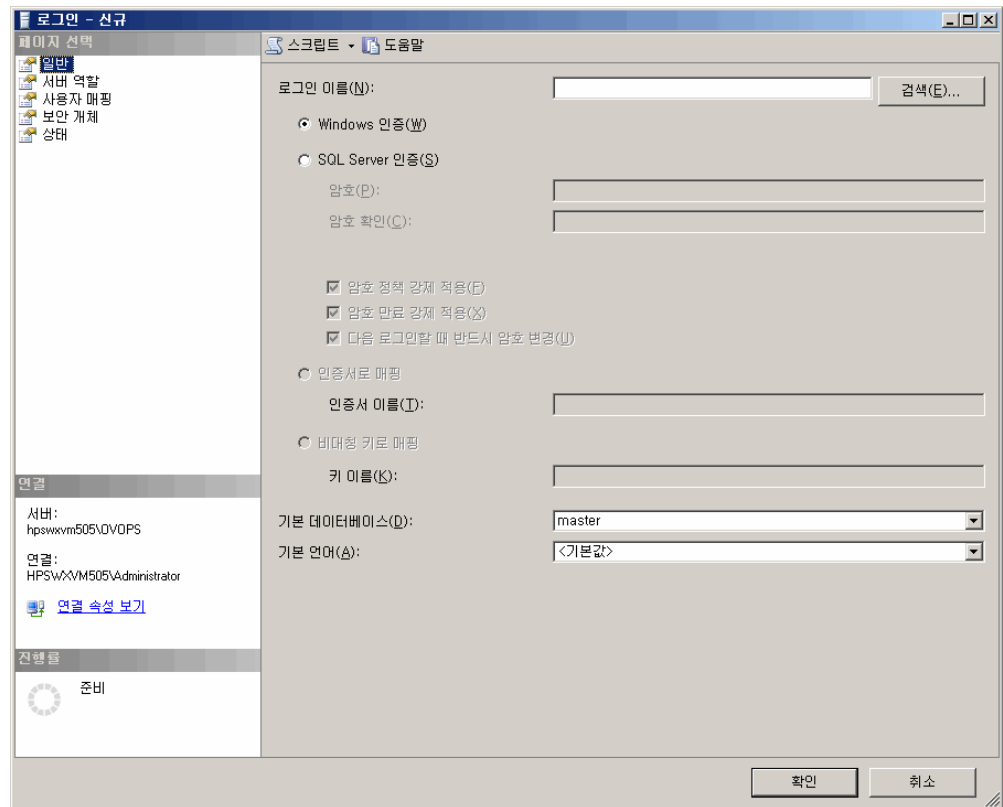 로그인 - 신규
페이지 선택
일반
서버 역할
사용자 매핑
보안 개체
상태
스크립트
도움말
로그인 이름(N):
검색(E)...
Windows 인증(W)
SQL Server 인증(S)
암호(P):
암호 확인(C):
암호 정책 강제 적용(F)
암호 만료 강제 적용(X)
다음 로그인할 때 반드시 암호 변경(U)
인증서로 매핑
인증서 이름(T):
비대칭 키로 매핑
키 이름(K):
기본 데이터베이스(D):
master
기본 언어(A):
<기본값>
연결
서버:
hpswxvm505\OVOPS
연결:
HPSWXVM505\Administrator
연결 속성 보기
진행률
준비
확인
취소